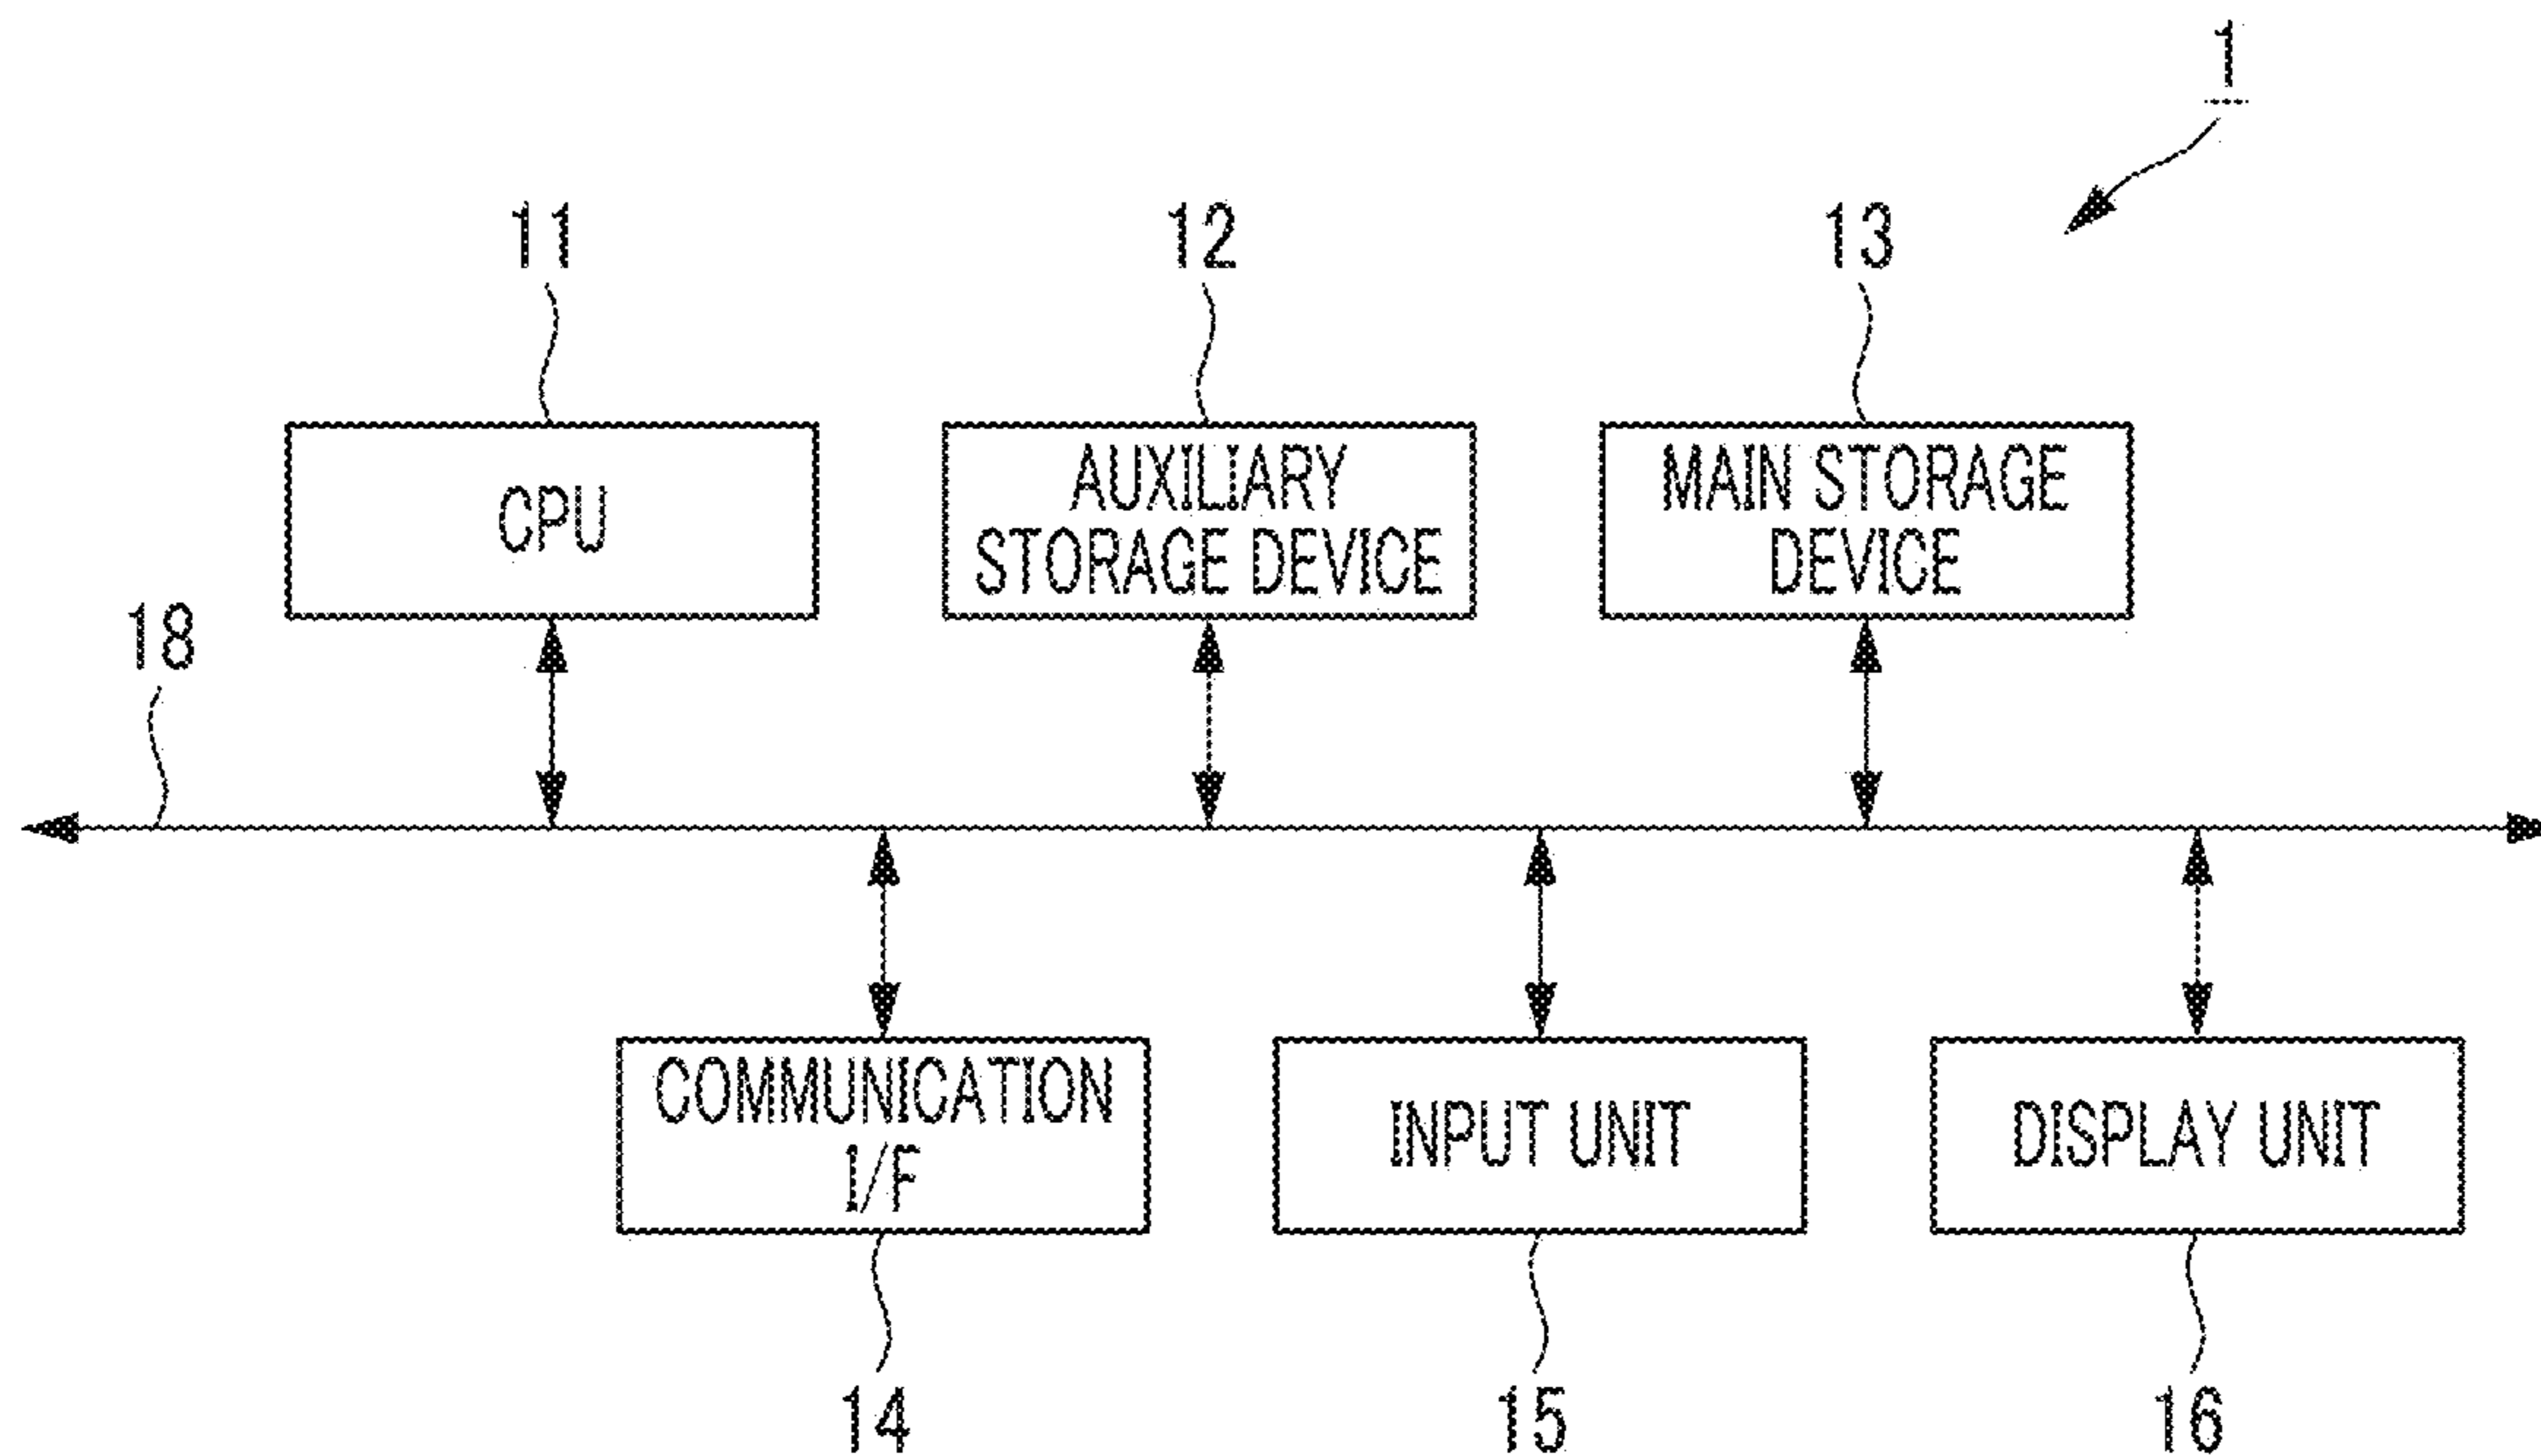 1
11
12
13
CPU
AUXILIARY
STORAGE DEVICE
MAIN STORAGE
DEVICE
18
COMMUNICATION
I/F
INPUT UNIT
DISPLAY UNIT
14
15
16